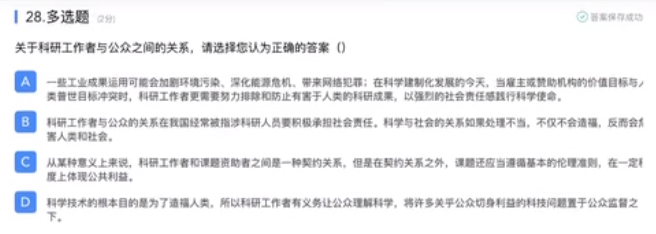 28.多选题 (2分) 答案保存成功
关于科研工作者与公众之间的关系，请选择您认为正确的答案（）
A 一些工业成果运用可能会加剧环境污染、深化能源危机、带来网络犯罪；在科学建制化发展的今天，当雇主或赞助机构的价值目标与
类普世目标冲突时，科研工作者更需要努力排除和防止有害于人类的科研成果，以强烈的社会责任感践行科学使命。
B 科研工作者与公众的关系在我国经常被指涉科研人员要积极承担社会责任。科学与社会的关系如果处理不当，不仅不会造福，反而会
害人类和社会。
C 从某种意义上来说，科研工作者和课题资助者之间是一种契约关系，但是在契约关系之外，课题还应当遵循基本的伦理准则，在一定
度上体现公共利益。
D 科学技术的根本目的是为了造福人类，所以科研工作者有义务让公众理解科学，将许多关乎公众切身利益的科技问题置于公众监督之
下。